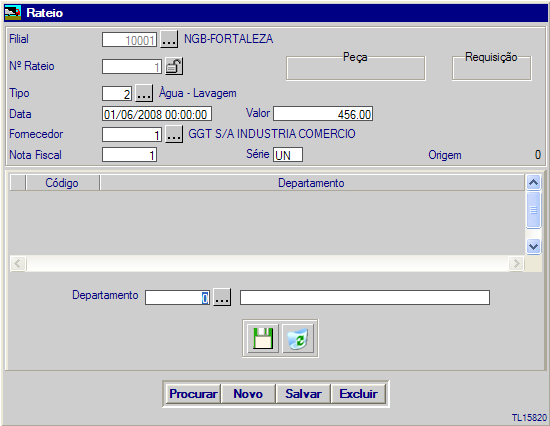 Rateio
Filial 10001 ... NGB-FORTALEZA
Peça Requisição
Nº Rateio 1
Tipo 2 ... Àgua - Lavagem
Data 01/06/2008 00:00:00 Valor 456.00
Fornecedor 1 ... GGT S/A INDUSTRIA COMERCIO
Nota Fiscal 1 Série UN Origem 0
Código Departamento
Departamento 0 ...
Procurar Novo Salvar Excluir
TL15820